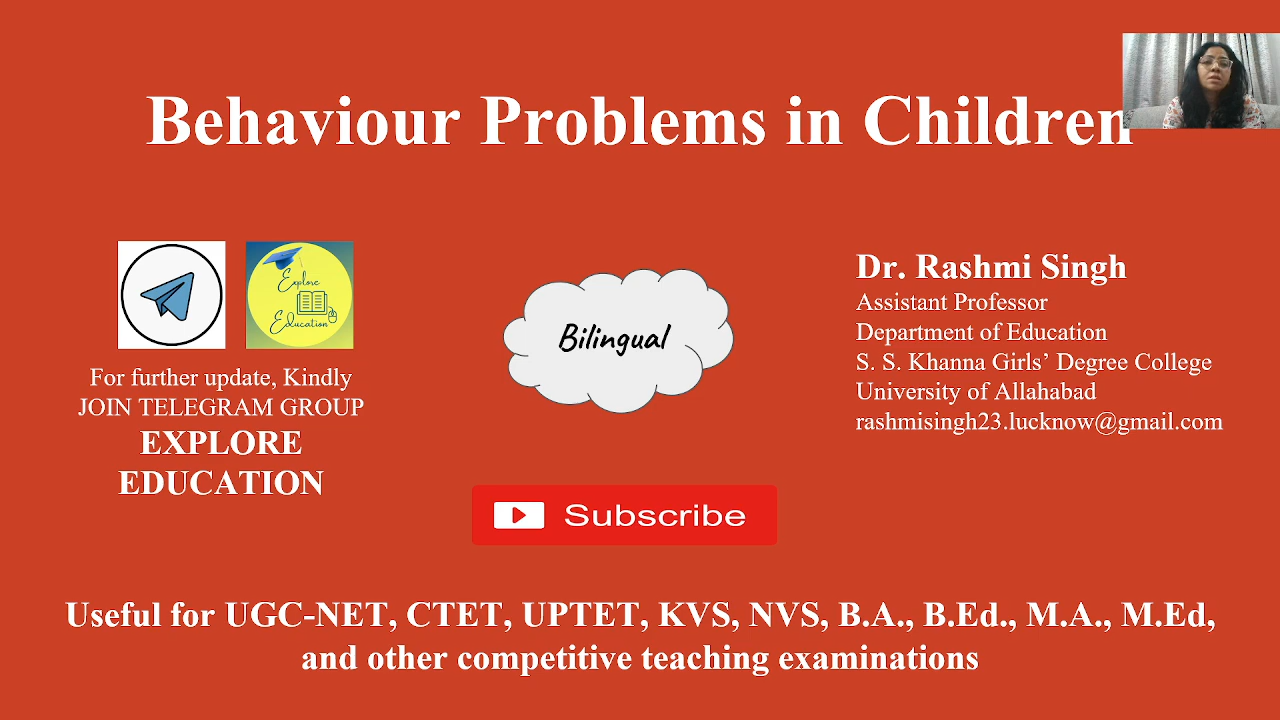 Behaviour Problems in Children
Explore
Education
For further update, Kindly
JOIN TELEGRAM GROUP
EXPLORE
EDUCATION
Bilingual
Dr. Rashmi Singh
Assistant Professor
Department of Education
S. S. Khanna Girls’ Degree College
University of Allahabad
rashmisingh23.lucknow@gmail.com
Subscribe
Useful for UGC-NET, CTET, UPTET, KVS, NVS, B.A., B.Ed., M.A., M.Ed,
and other competitive teaching examinations